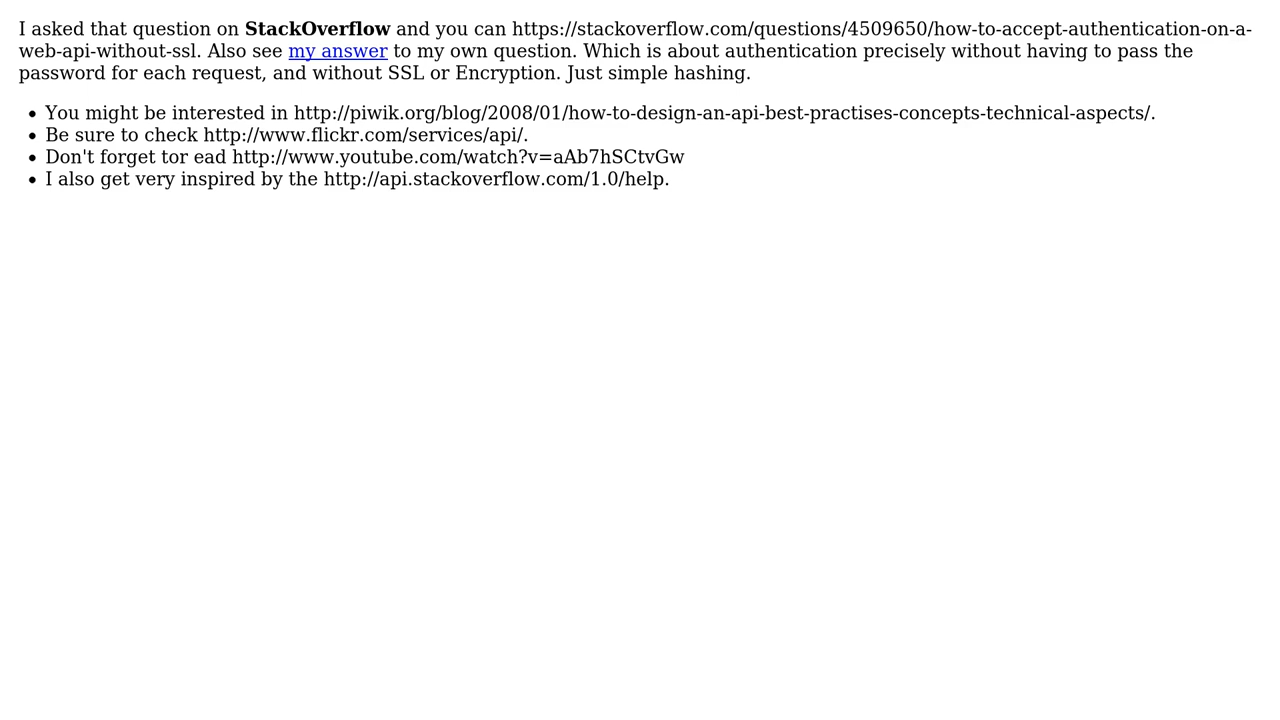 I asked that question on StackOverflow and you can https://stackoverflow.com/questions/4509650/how-to-accept-authentication-on-a-
web-api-without-ssl. Also see my answer to my own question. Which is about authentication precisely without having to pass the
password for each request, and without SSL or Encryption. Just simple hashing.
• You might be interested in http://piwik.org/blog/2008/01/how-to-design-an-api-best-practises-concepts-technical-aspects/.
• Be sure to check http://www.flickr.com/services/api/.
• Don't forget tor ead http://www.youtube.com/watch?v=aAb7hSCtvGw
• I also get very inspired by the http://api.stackoverflow.com/1.0/help.